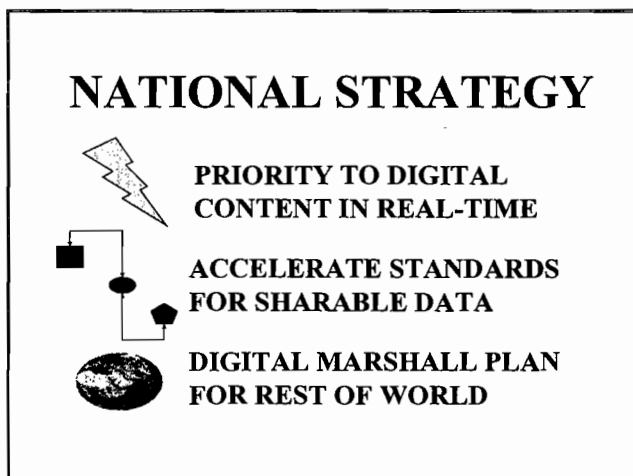 NATIONAL STRATEGY
PRIORITY TO DIGITAL
CONTENT IN REAL-TIME
ACCELERATE STANDARDS
FOR SHARABLE DATA
DIGITAL MARSHALL PLAN
FOR REST OF WORLD